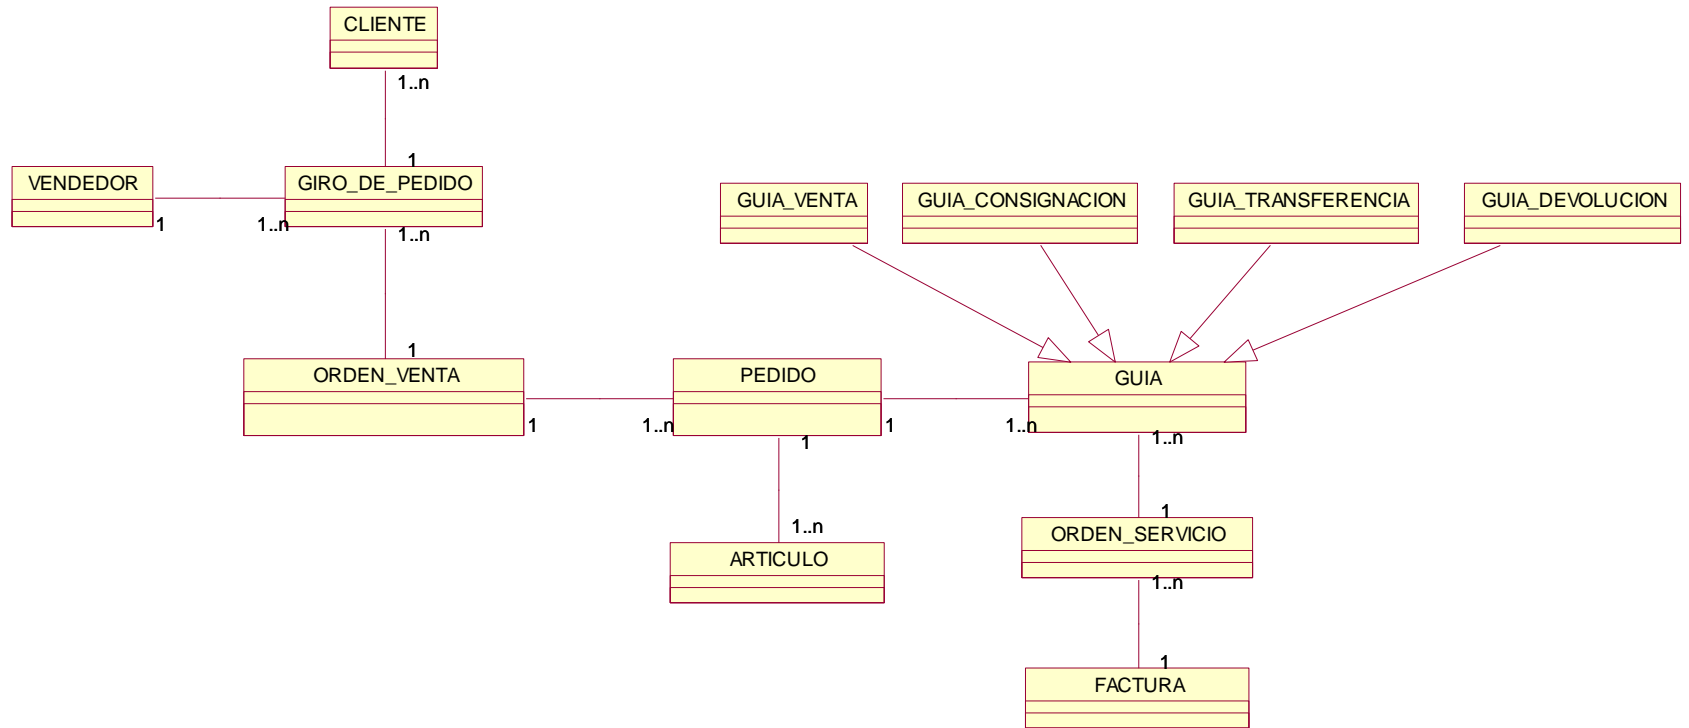 CLIENTE
1..n
1
VENDEDOR
GIRO_DE_PEDIDO
1
1..n
1..n
GUIA_VENTA
GUIA_CONSIGNACION
GUIA_TRANSFERENCIA
GUIA_DEVOLUCION
1
ORDEN_VENTA
PEDIDO
GUIA
1
1..n
1
1..n
1
1..n
1..n
ARTICULO
1
ORDEN_SERVICIO
1..n
1
FACTURA